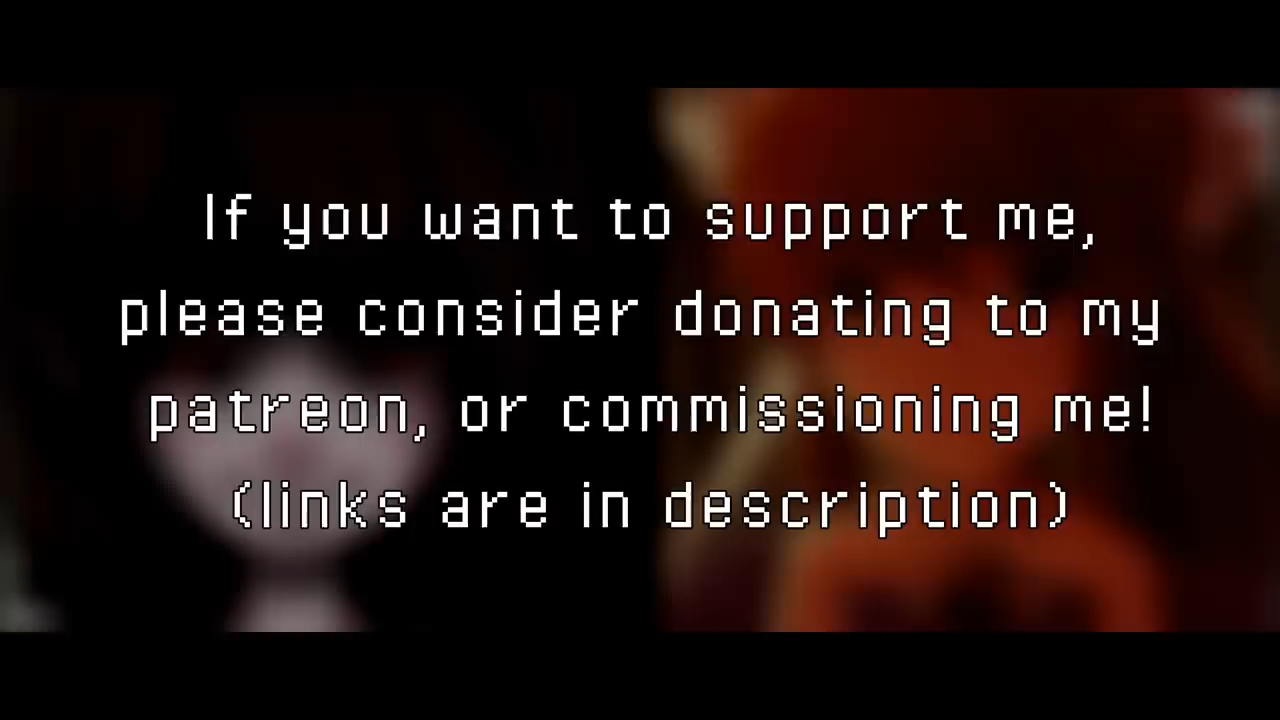 If you want to support me,
please consider donating to my
patreon, or commissioning me!
(links are in description)